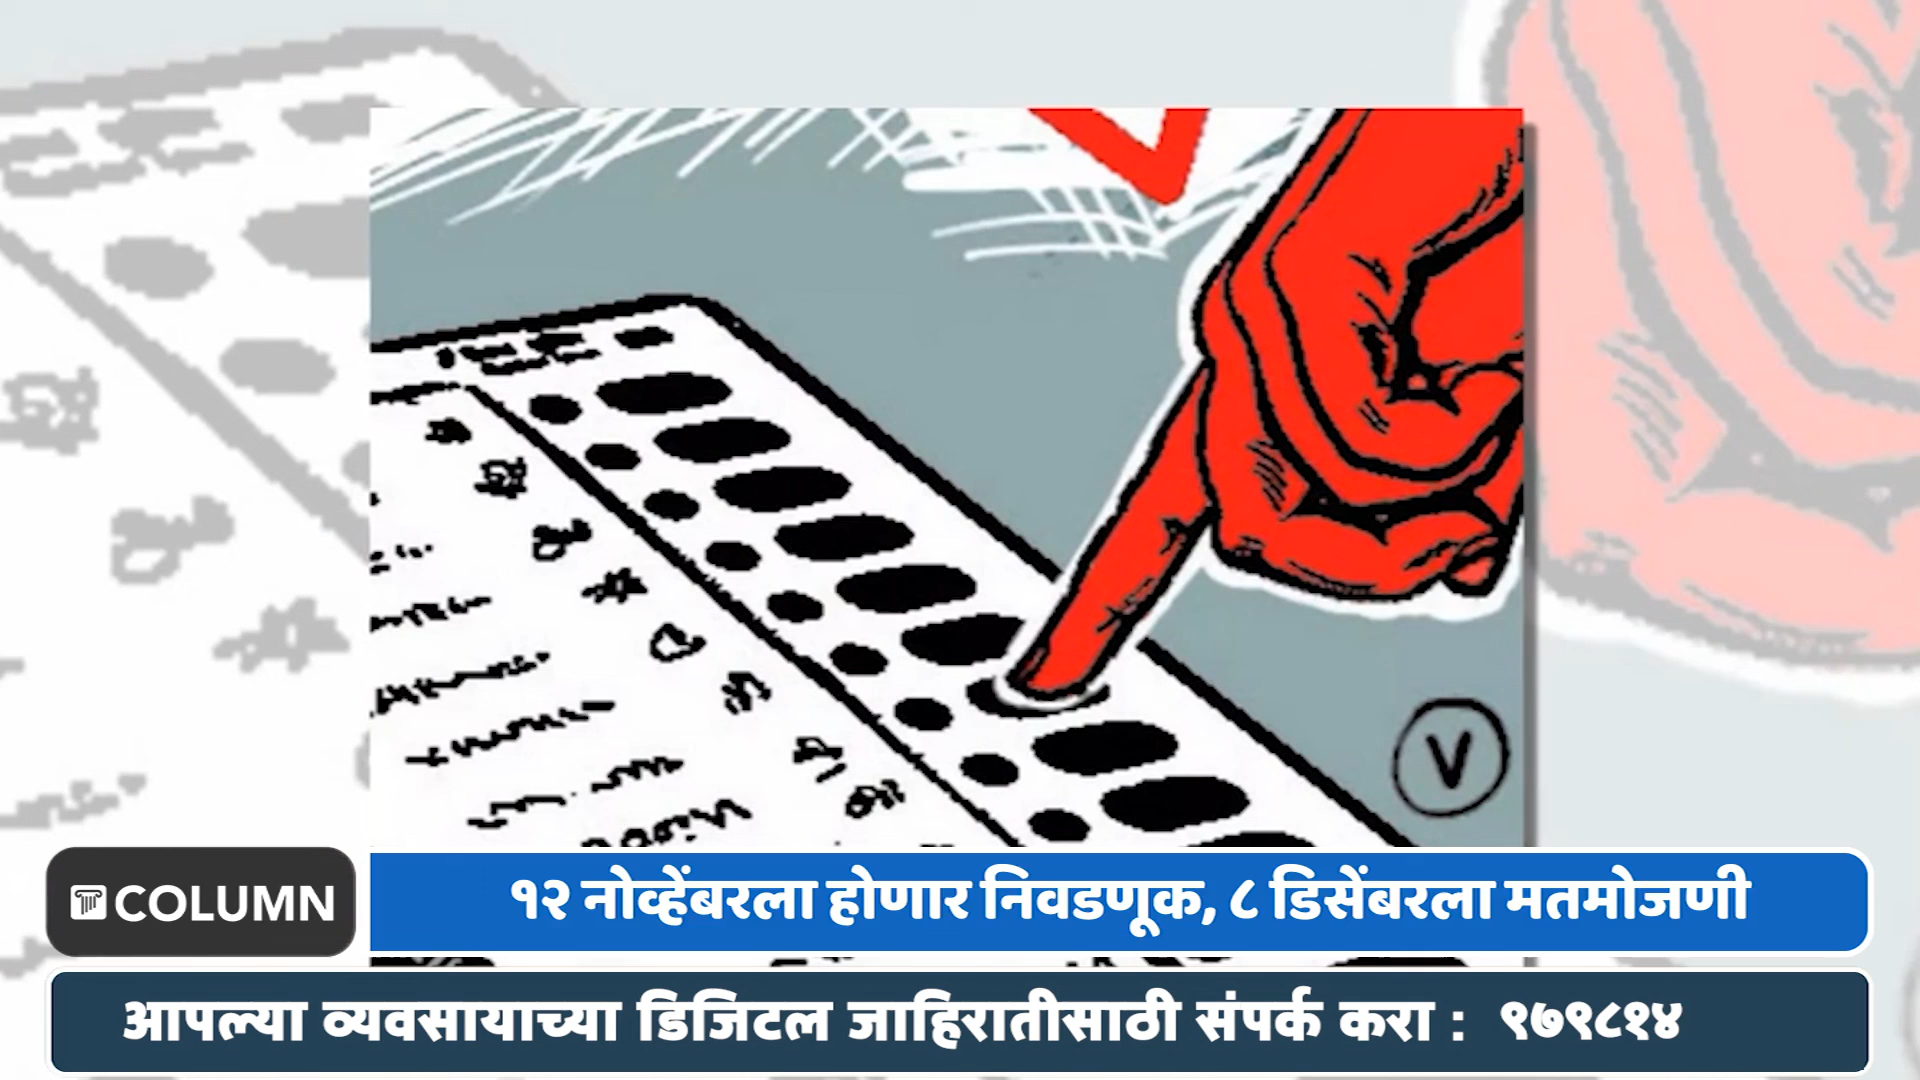 V
COLUMN
१२ नोव्हेंबरला होणार निवडणूक, ८ डिसेंबरला मतमोजणी
आपल्या व्यवसायाच्या डिजिटल जाहिरातीसाठी संपर्क करा : ९७९८१४